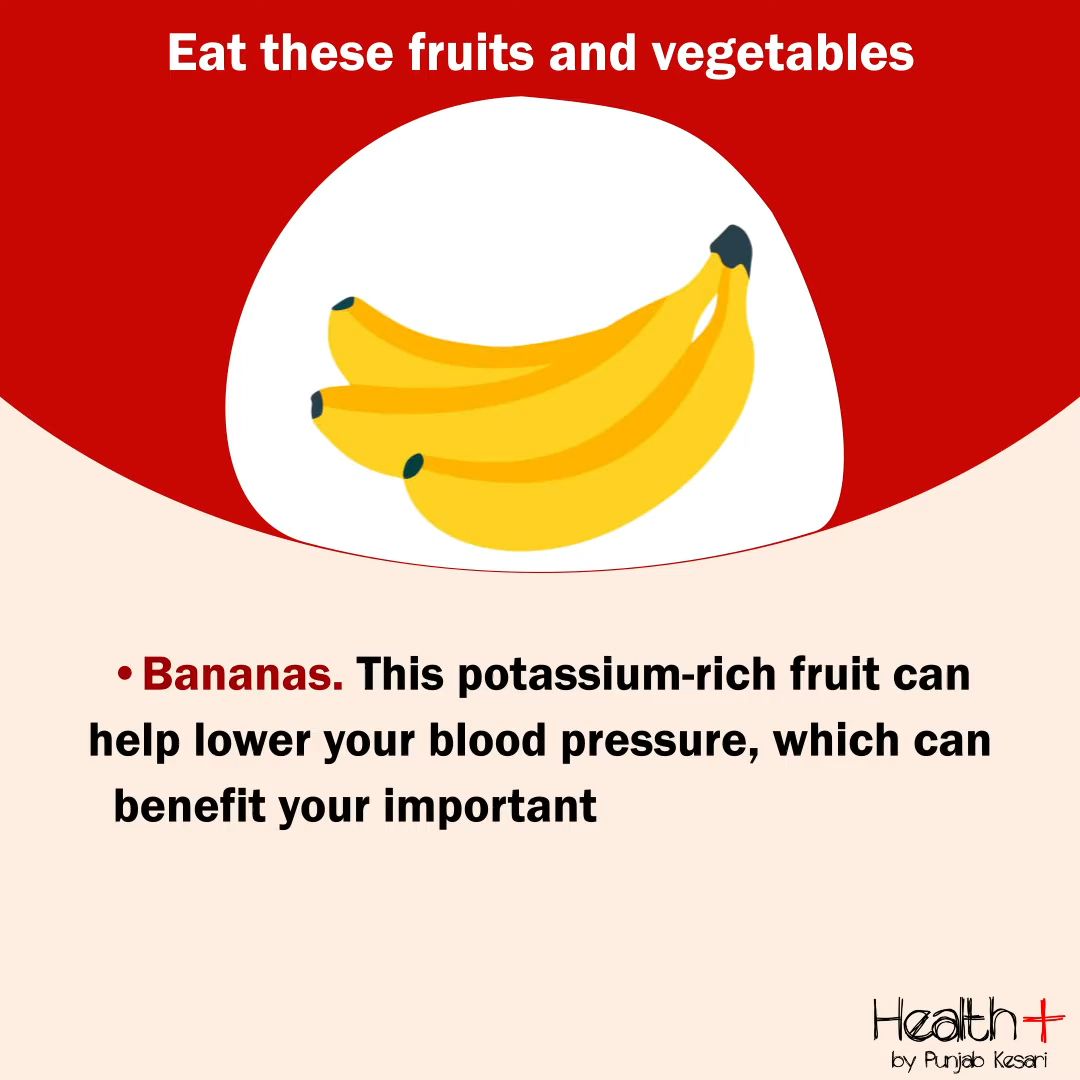 Eat these fruits and vegetables
•Bananas. This potassium-rich fruit can
help lower your blood pressure, which can
benefit your important
Health+
by Punjab Kesari